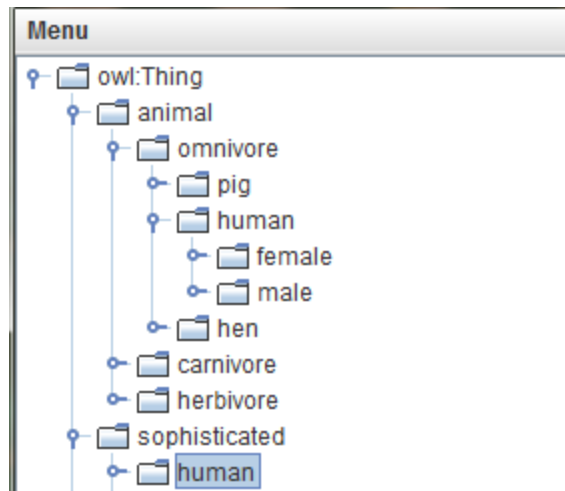 Menu
owl:Thing
animal
omnivore
pig
human
female
male
hen
carnivore
herbivore
sophisticated
human